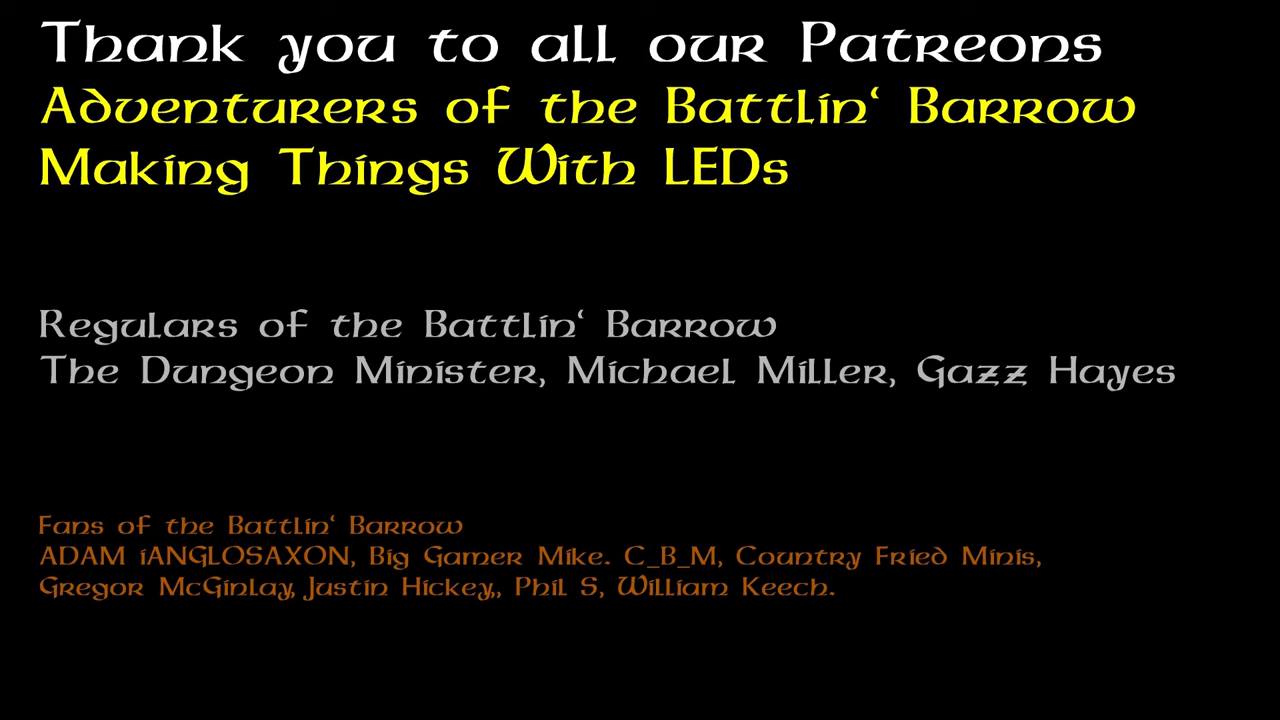 Thank you to all our Patreons
Adventurers of the Battlin‘ Barrow
Making Things With LEDs
Regulars of the Battlin‘ Barrow
The Dungeon Minister, Michael Miller, Gazz Hayes
Fans of the Battlin‘ Barrow
ADAM iANGLOSAXON, Big Gamer Mike. C_B_M, Country Fried Minis,
Gregor McGinlay, Justin Hickey,, Phil S, William Keech.